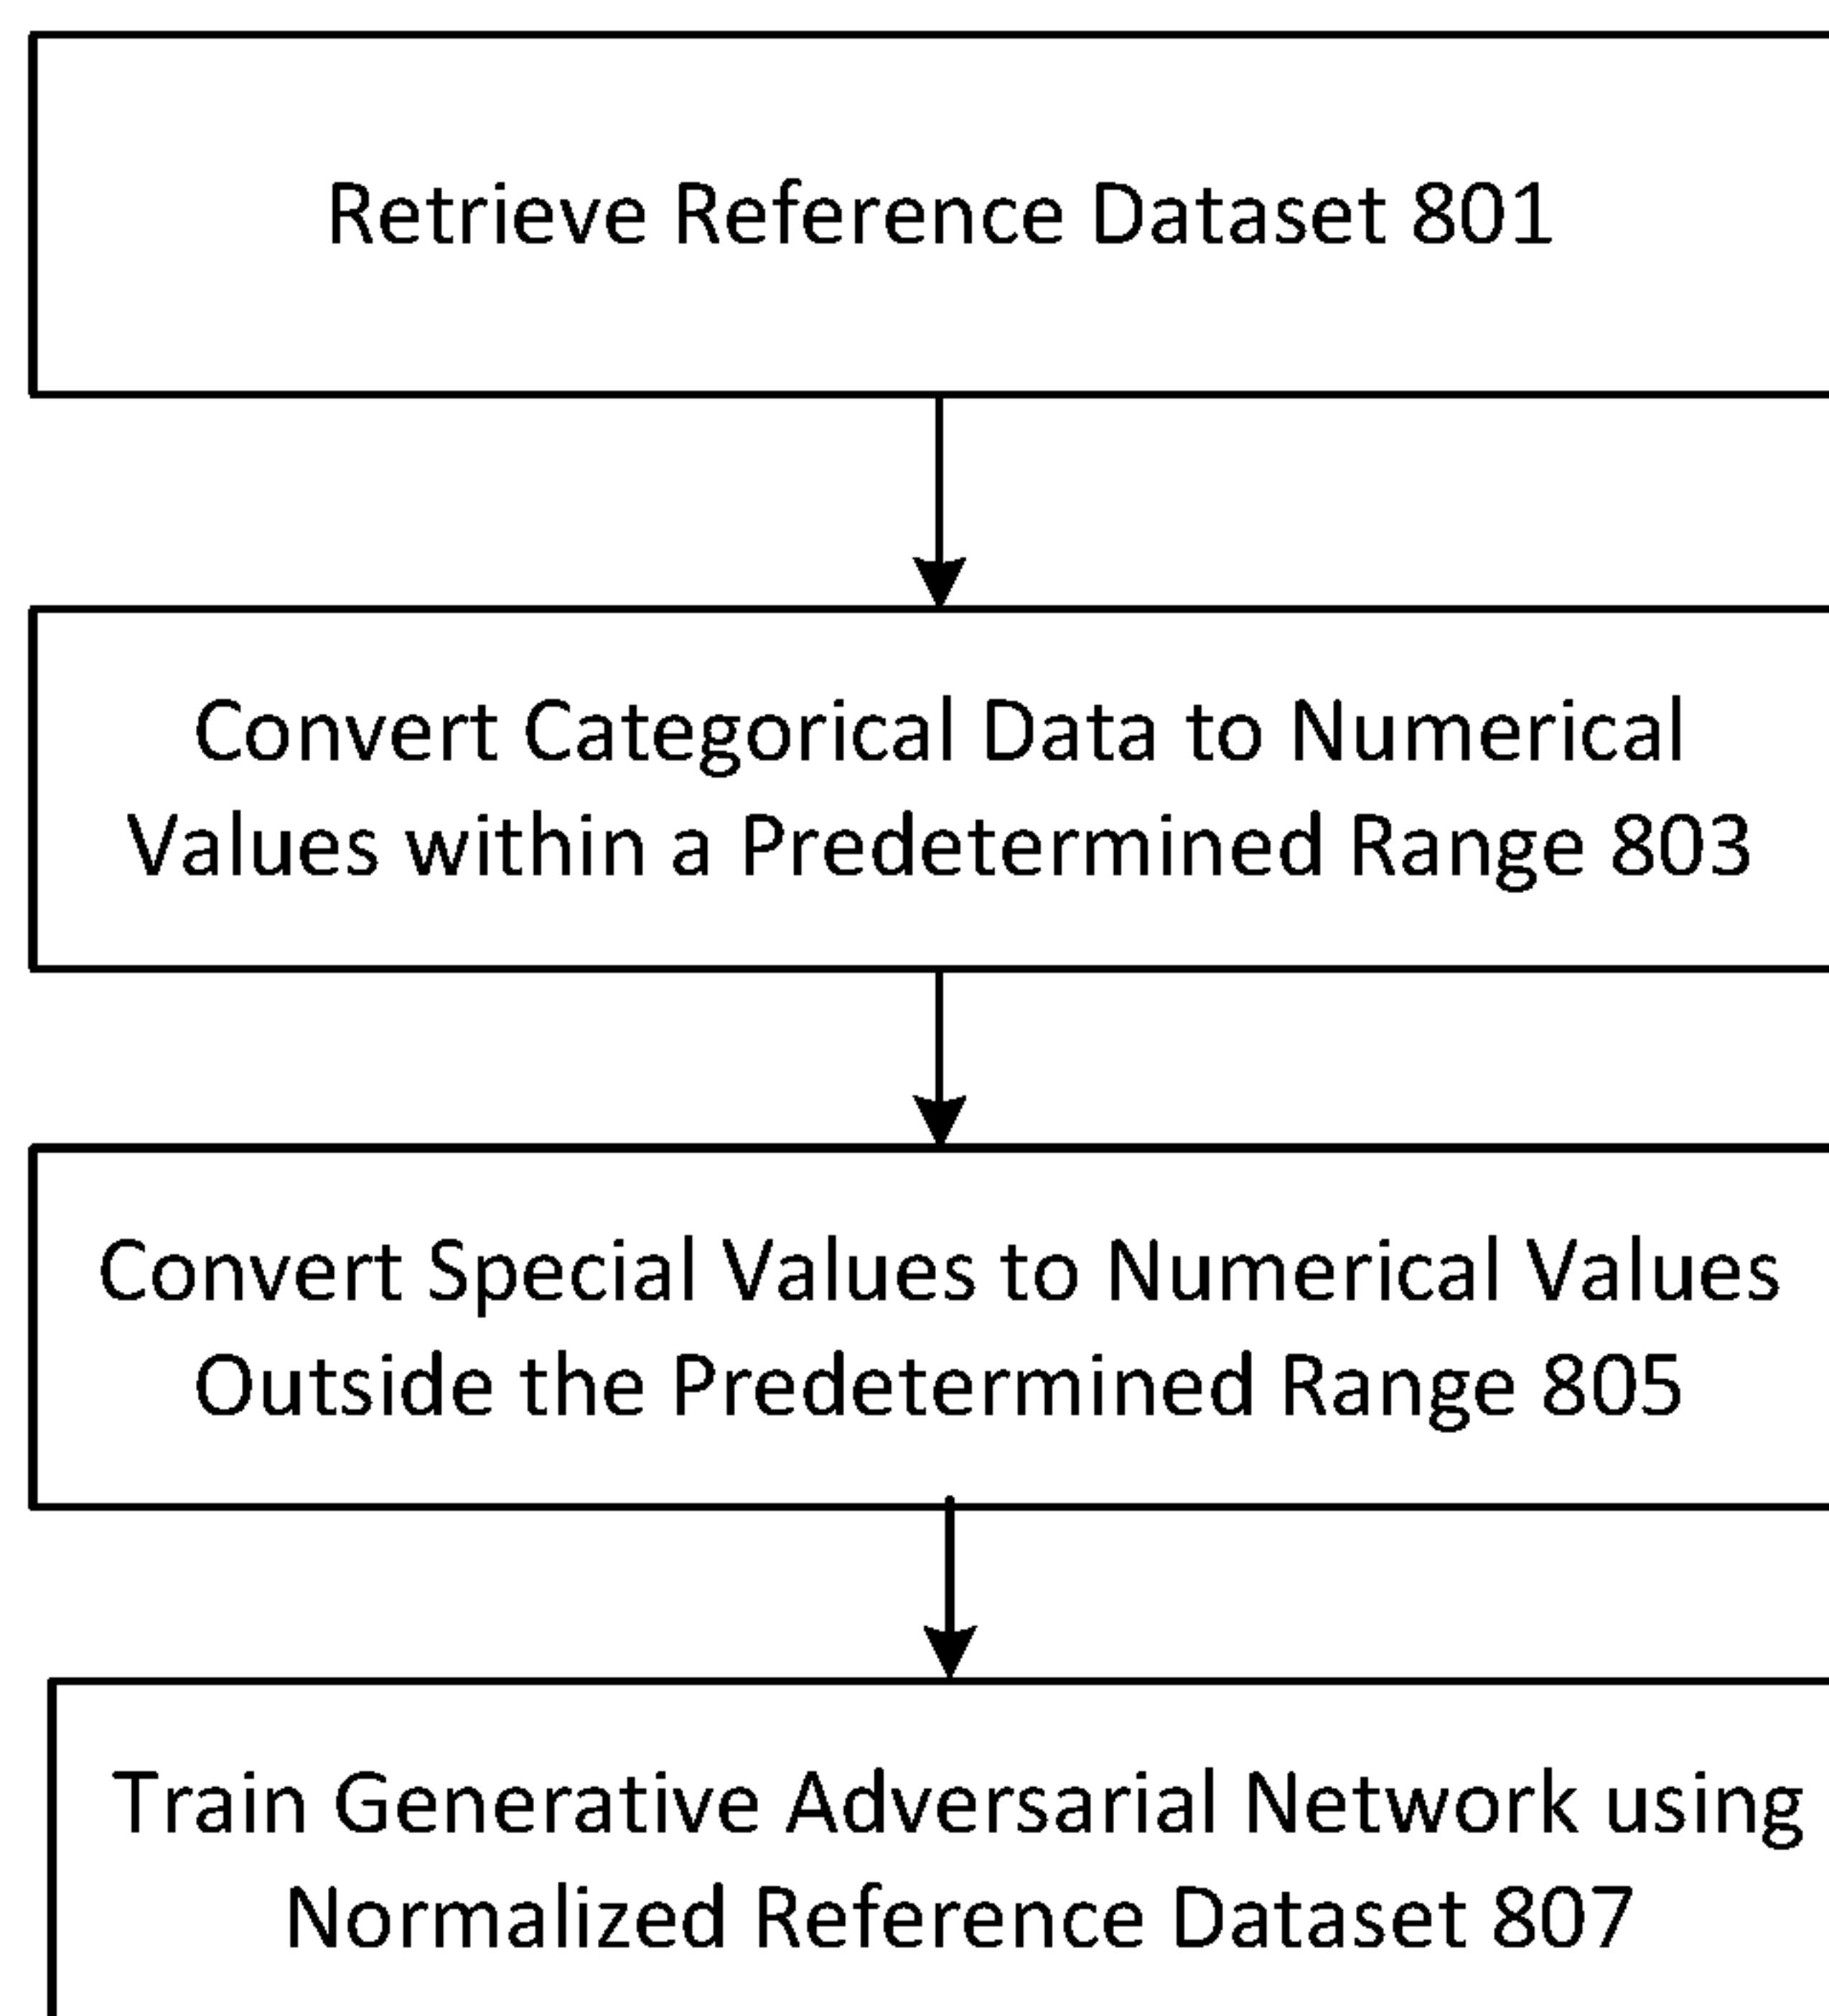 Retrieve Reference Dataset 801
Convert Categorical Data to Numerical
Values within a Predetermined Range 803
Convert Special Values to Numerical Values
Outside the Predetermined Range 805
Train Generative Adversarial Network using
Normalized Reference Dataset 807